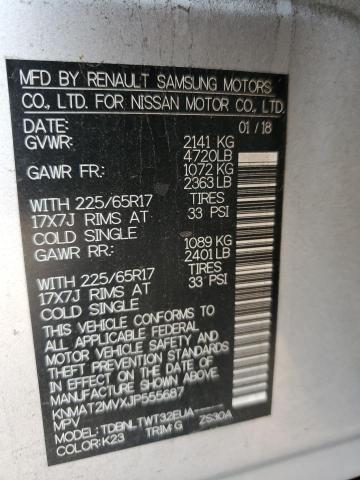 MFD BY RENAULT SAMSUNG MOTORS
CO., LTD. FOR NISSAN MOTOR CO., LTD.
DATE: 01 / 18
GVWR: 2141 KG
4720LB
GAWR FR: 1072 KG
2363 LB
WITH 225/65R17 TIRES
17X7J RIMS AT 33 PSI
COLD SINGLE
GAWR RR: 1089 KG
2401 LB
WITH 225/65R17 TIRES
17X7J RIMS AT 33 PSI
COLD SINGLE
THIS VEHICLE CONFORMS TO
ALL APPLICABLE FEDERAL
MOTOR VEHICLE SAFETY AND
THEFT PREVENTION STANDARDS
IN EFFECT ON THE DATE OF
MANUFACTURE SHOWN ABOVE.
KNMAT2MVXJP555687
MPV
MODEL: TDBNLTWT32EUA
COLOR: K23 TRIM: G ZS30A